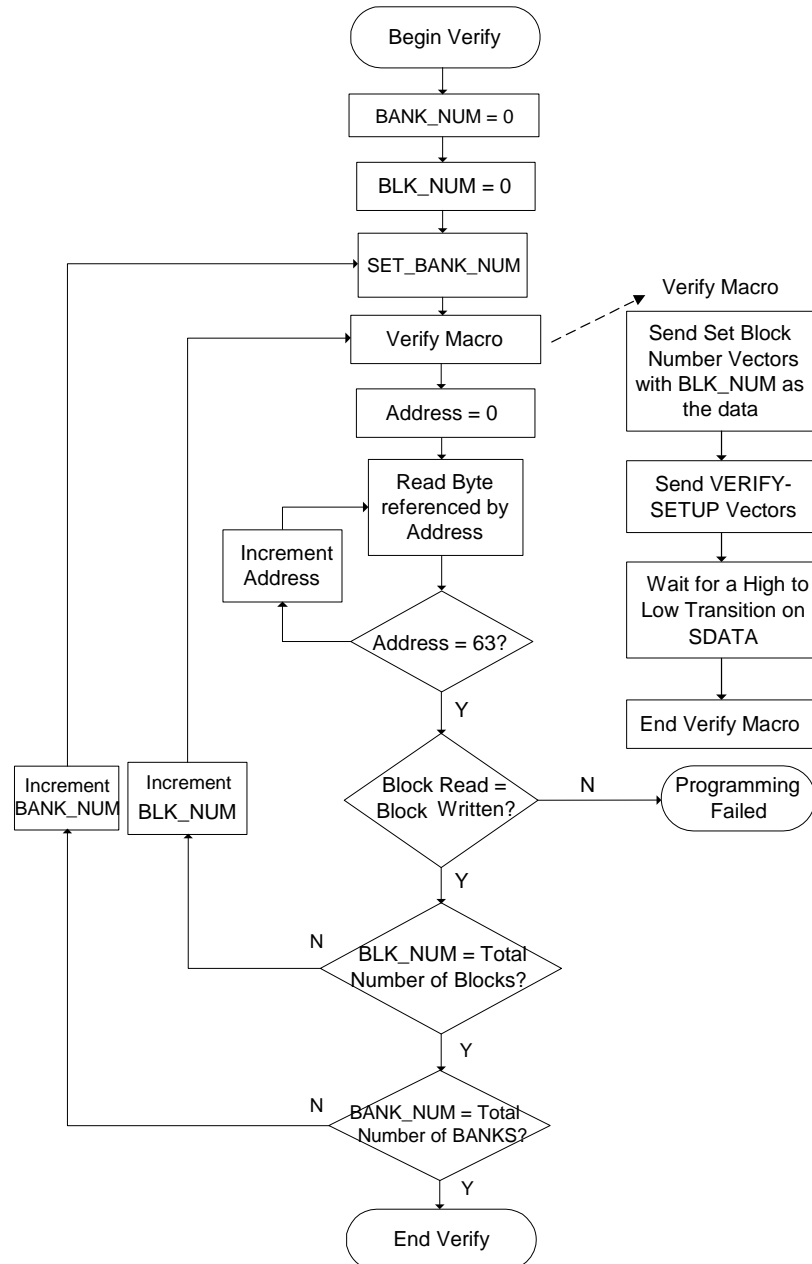 Begin Verify
BANK_NUM = 0
BLK_NUM = 0
SET_BANK_NUM
Verify Macro
Address = 0
Read Byte
referenced by
Address
Increment
Address
Address = 63?
Y
Block Read =
Block Written?
N
Programming
Failed
Y
Increment
BANK_NUM
Increment
BLK_NUM
N
BLK_NUM = Total
Number of Blocks?
Y
N
BANK_NUM = Total
Number of BANKS?
Y
End Verify
Verify Macro
Send Set Block
Number Vectors
with BLK_NUM as
the data
Send VERIFY-
SETUP Vectors
Wait for a High to
Low Transition on
SDATA
End Verify Macro